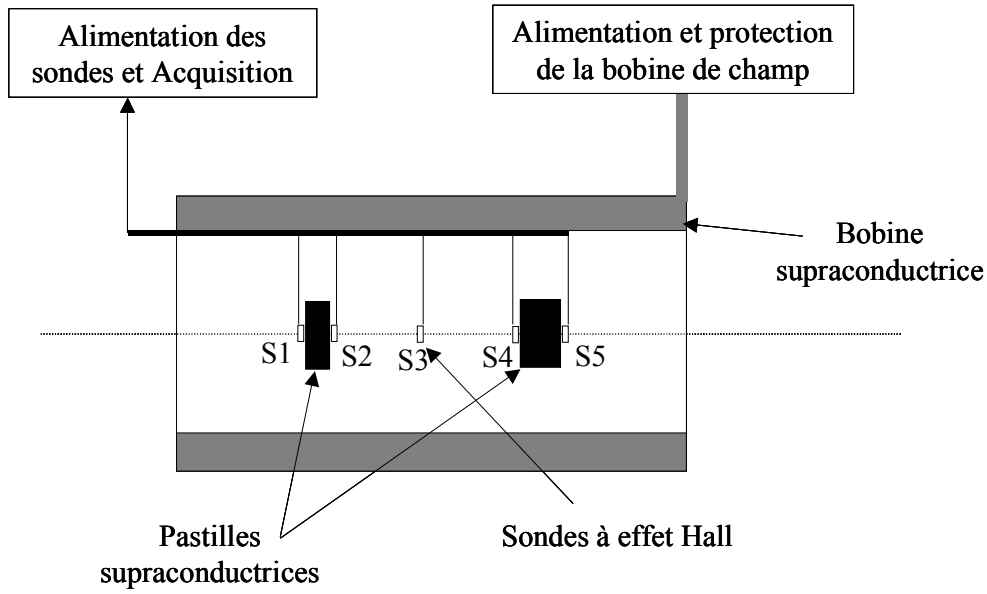 Alimentation des
sondes et Acquisition
Alimentation et protection
de la bobine de champ
Bobine
supraconductrice
S1
S2
S3
S4
S5
Pastilles
supraconductrices
Sondes à effet Hall